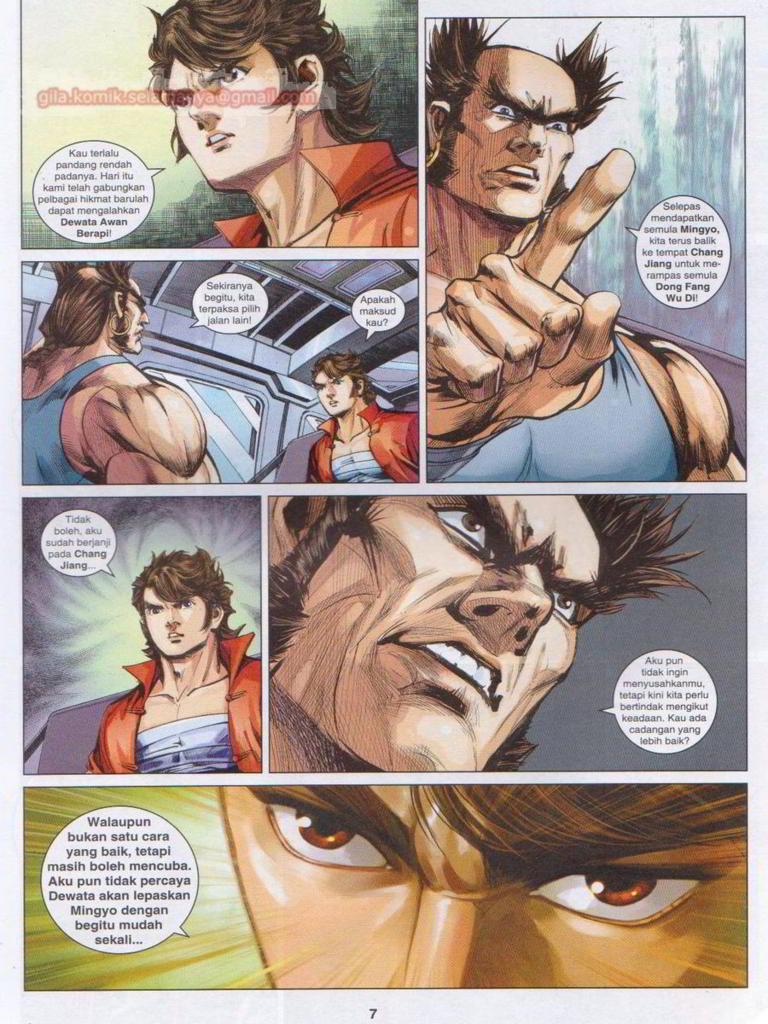 gila.komik.selamanya@gmail.com
Kau terlalu
pandang rendah
padanya. Hari itu
kami telah gabungkan
pelbagai hikmat barulah
dapat mengalahkan
Dewata Awan
Berapi!
Selepas
mendapatkan
semula Mingyo,
kita terus balik
ke tempat Chang
Jiang untuk me-
rampas semula
Dong Fang
Wu Di!
Sekiranya
begitu, kita
terpaksa pilih
jalan lain!
Apakah
maksud
kau?
Tidak
boleh, aku
sudah berjanji
pada Chang
Jiang...
Aku pun
tidak ingin
menyusahkanmu,
tetapi kini kita perlu
bertindak mengikut
keadaan. Kau ada
cadangan yang
lebih baik?
Walaupun
bukan satu cara
yang baik, tetapi
masih boleh mencuba.
Aku pun tidak percaya
Dewata akan lepaskan
Mingyo dengan
begitu mudah
sekali...
7